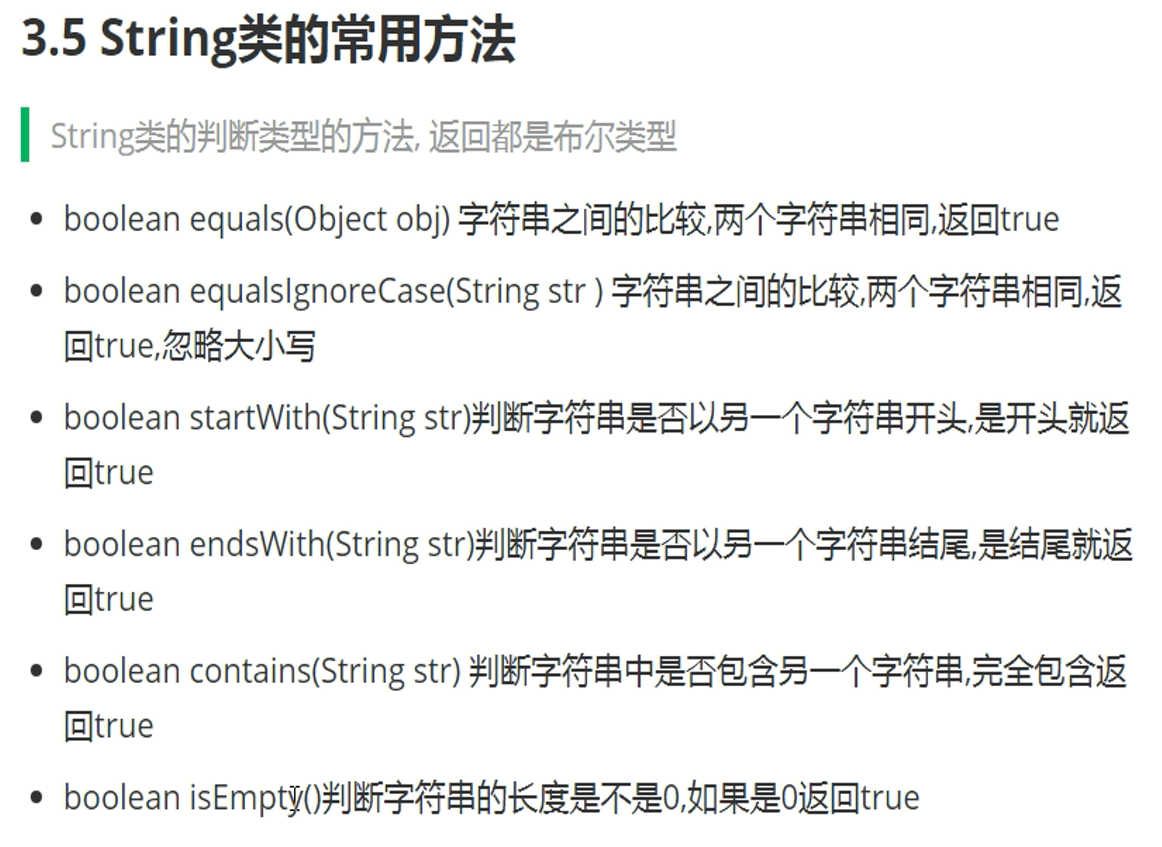 3.5 String类的常用方法
String类的判断类型的方法, 返回都是布尔类型
• boolean equals(Object obj) 字符串之间的比较,两个字符串相同,返回true
• boolean equalsIgnoreCase(String str ) 字符串之间的比较,两个字符串相同,返
回true,忽略大小写
• boolean startWith(String str)判断字符串是否以另一个字符串开头,是开头就返
回true
• boolean endsWith(String str)判断字符串是否以另一个字符串结尾,是结尾就返
回true
• boolean contains(String str) 判断字符串中是否包含另一个字符串,完全包含返
回true
• boolean isEmpty()判断字符串的长度是不是0,如果是0返回true